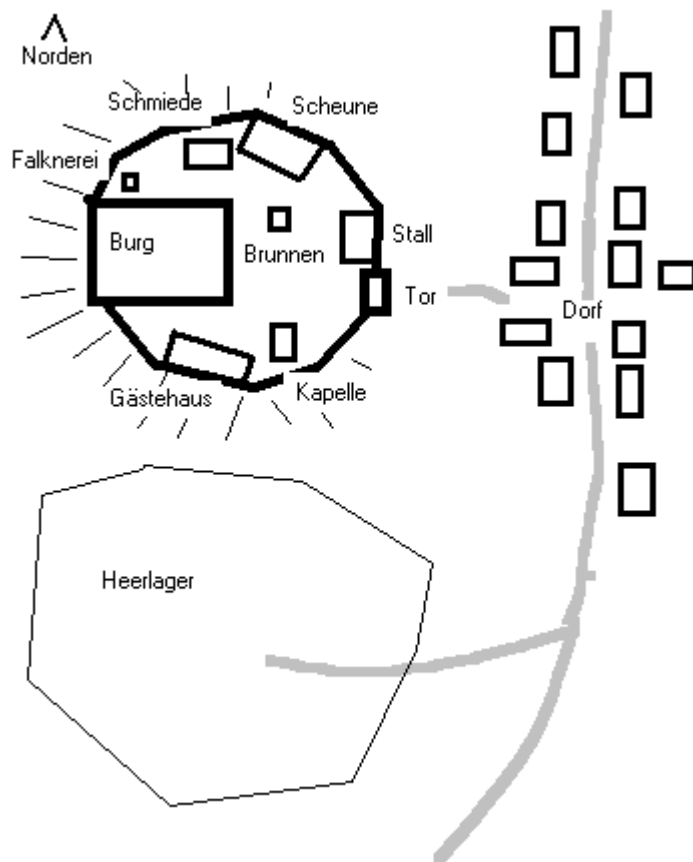 Norden
Schmiede
Scheune
Falknerei
Burg
Brunnen
Stall
Tor
Dorf
Gästehaus
Kapelle
Heerlager